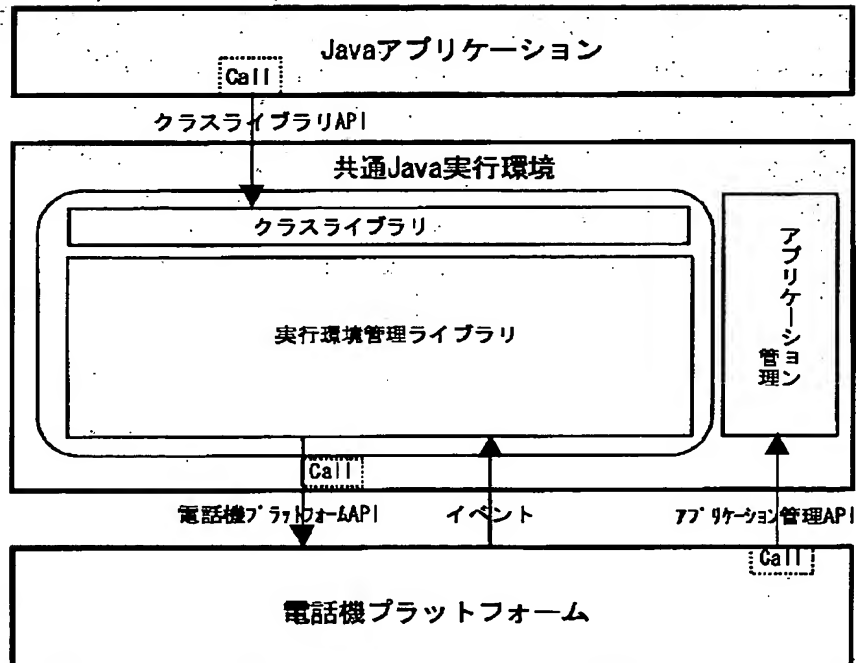 Javaアプリケーション
Call
クラスライブラリAPI
共通Java実行環境
クラスライブラリ
アプリケーション管理
実行環境管理ライブラリ
Call
電話機プラットフォームAPI
イベント
アプリケーション管理API
Call
電話機プラットフォーム